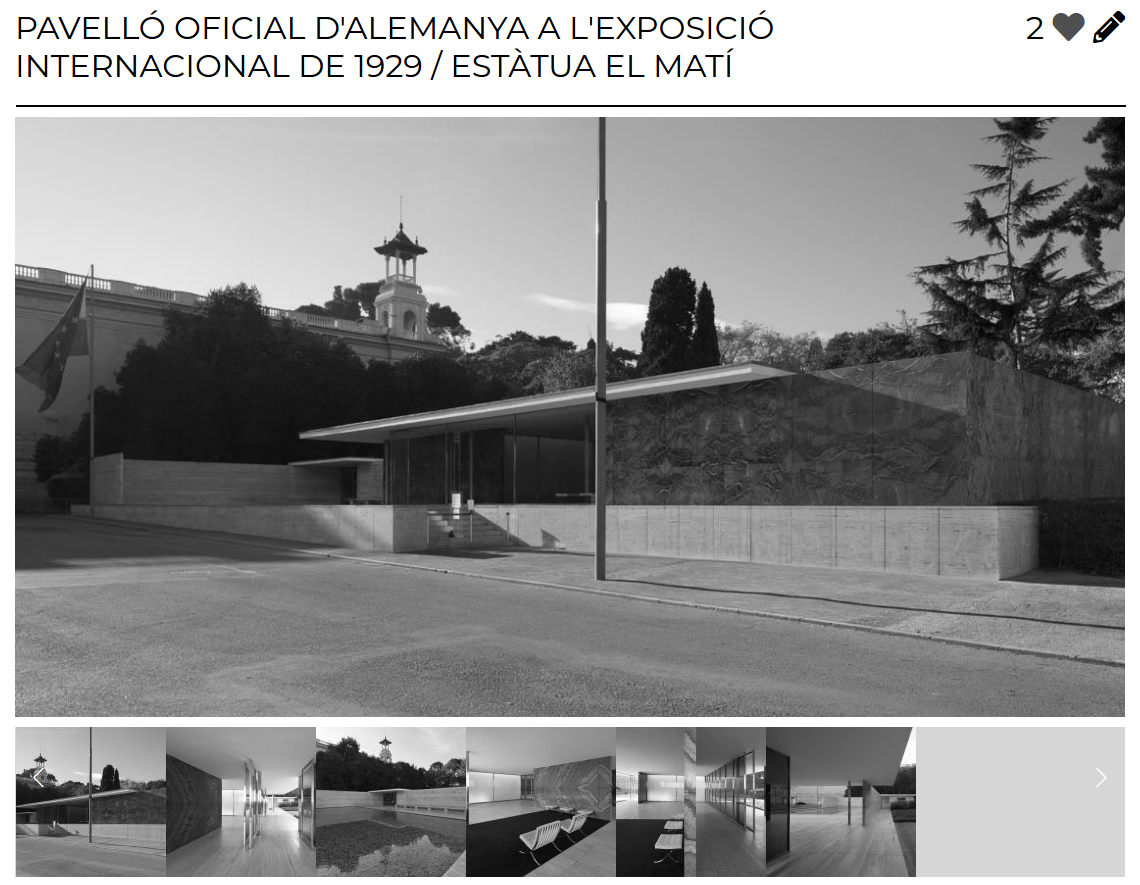 PAVELLÓ OFICIAL D'ALEMANYA A L'EXPOSICIÓ
INTERNACIONAL DE 1929 / ESTÀTUA EL MATÍ
2